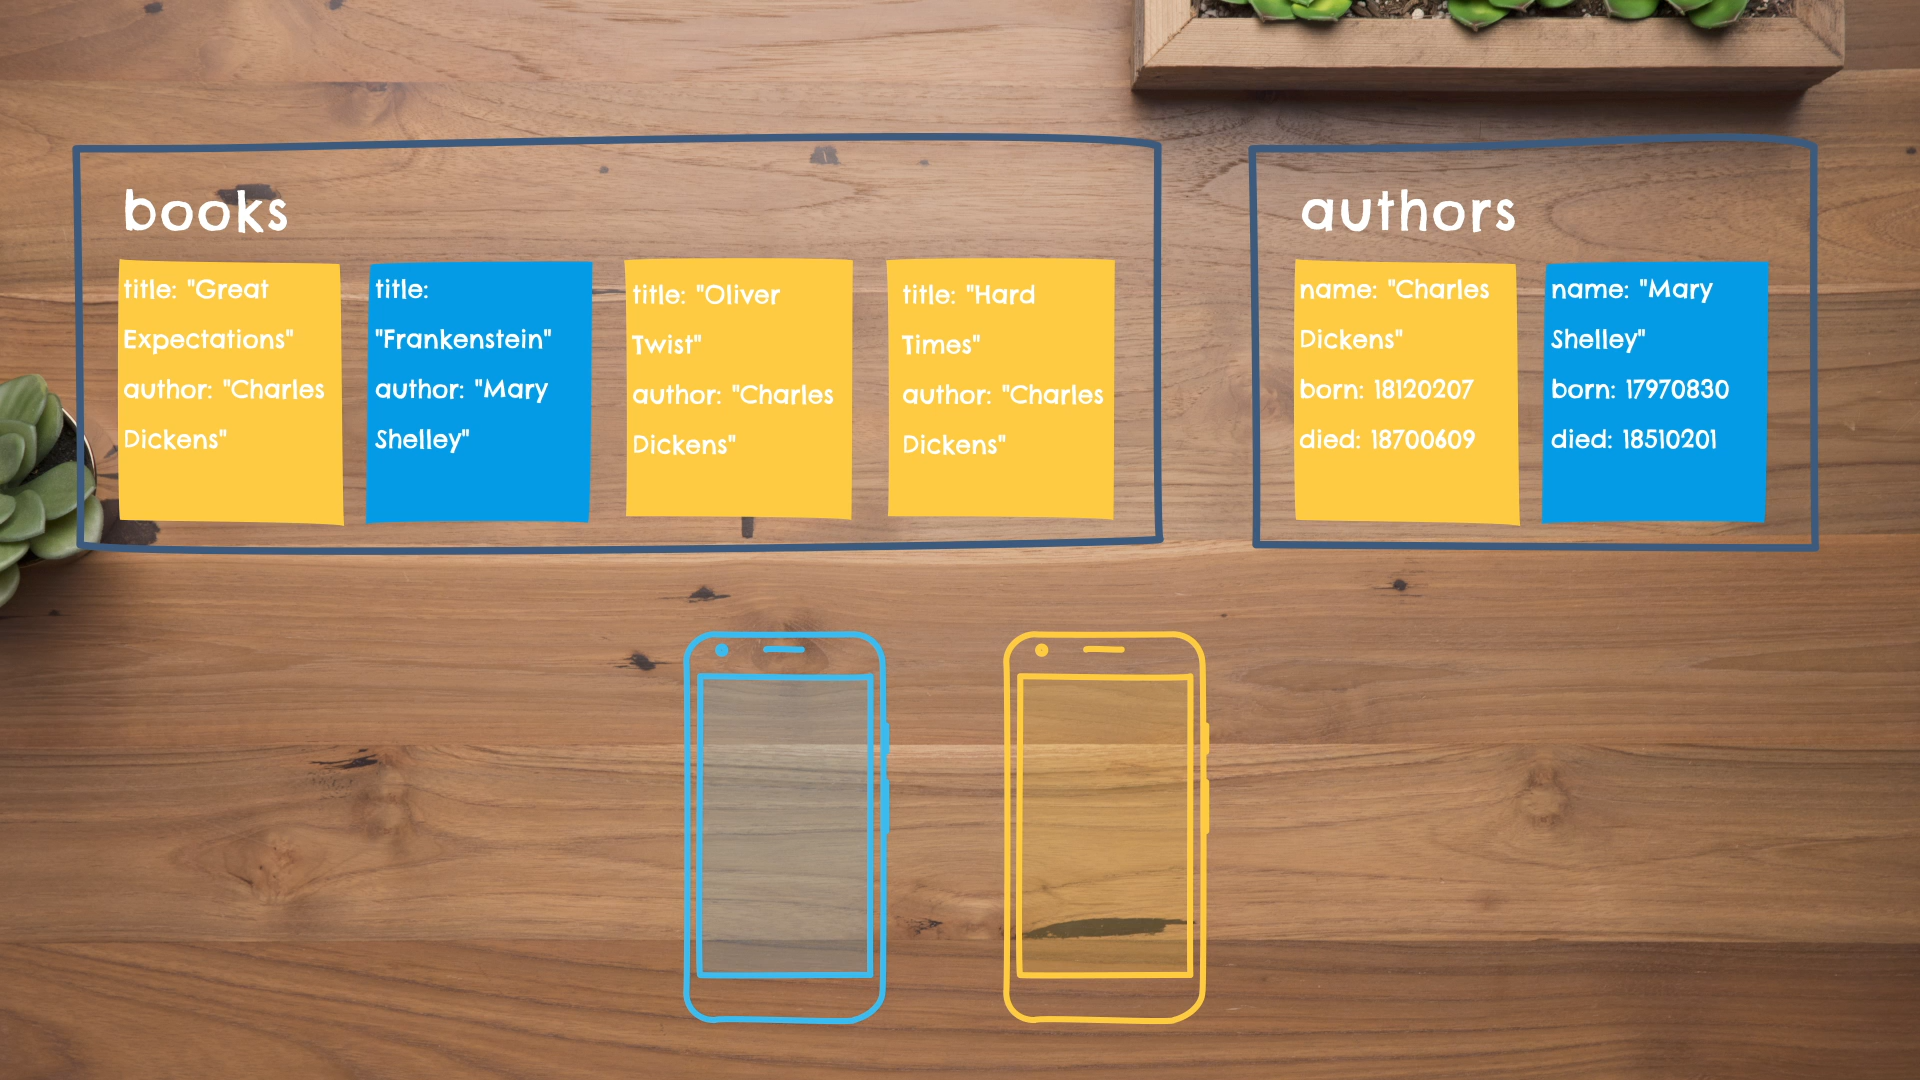 books
title: "Great
Expectations"
author: "Charles
Dickens"
title:
"Frankenstein"
author: "Mary
Shelley"
title: "Oliver
Twist"
author: "Charles
Dickens"
title: "Hard
Times"
author: "Charles
Dickens"
authors
name: "Charles
Dickens"
born: 18120207
died: 18700609
name: "Mary
Shelley"
born: 17970830
died: 18510201